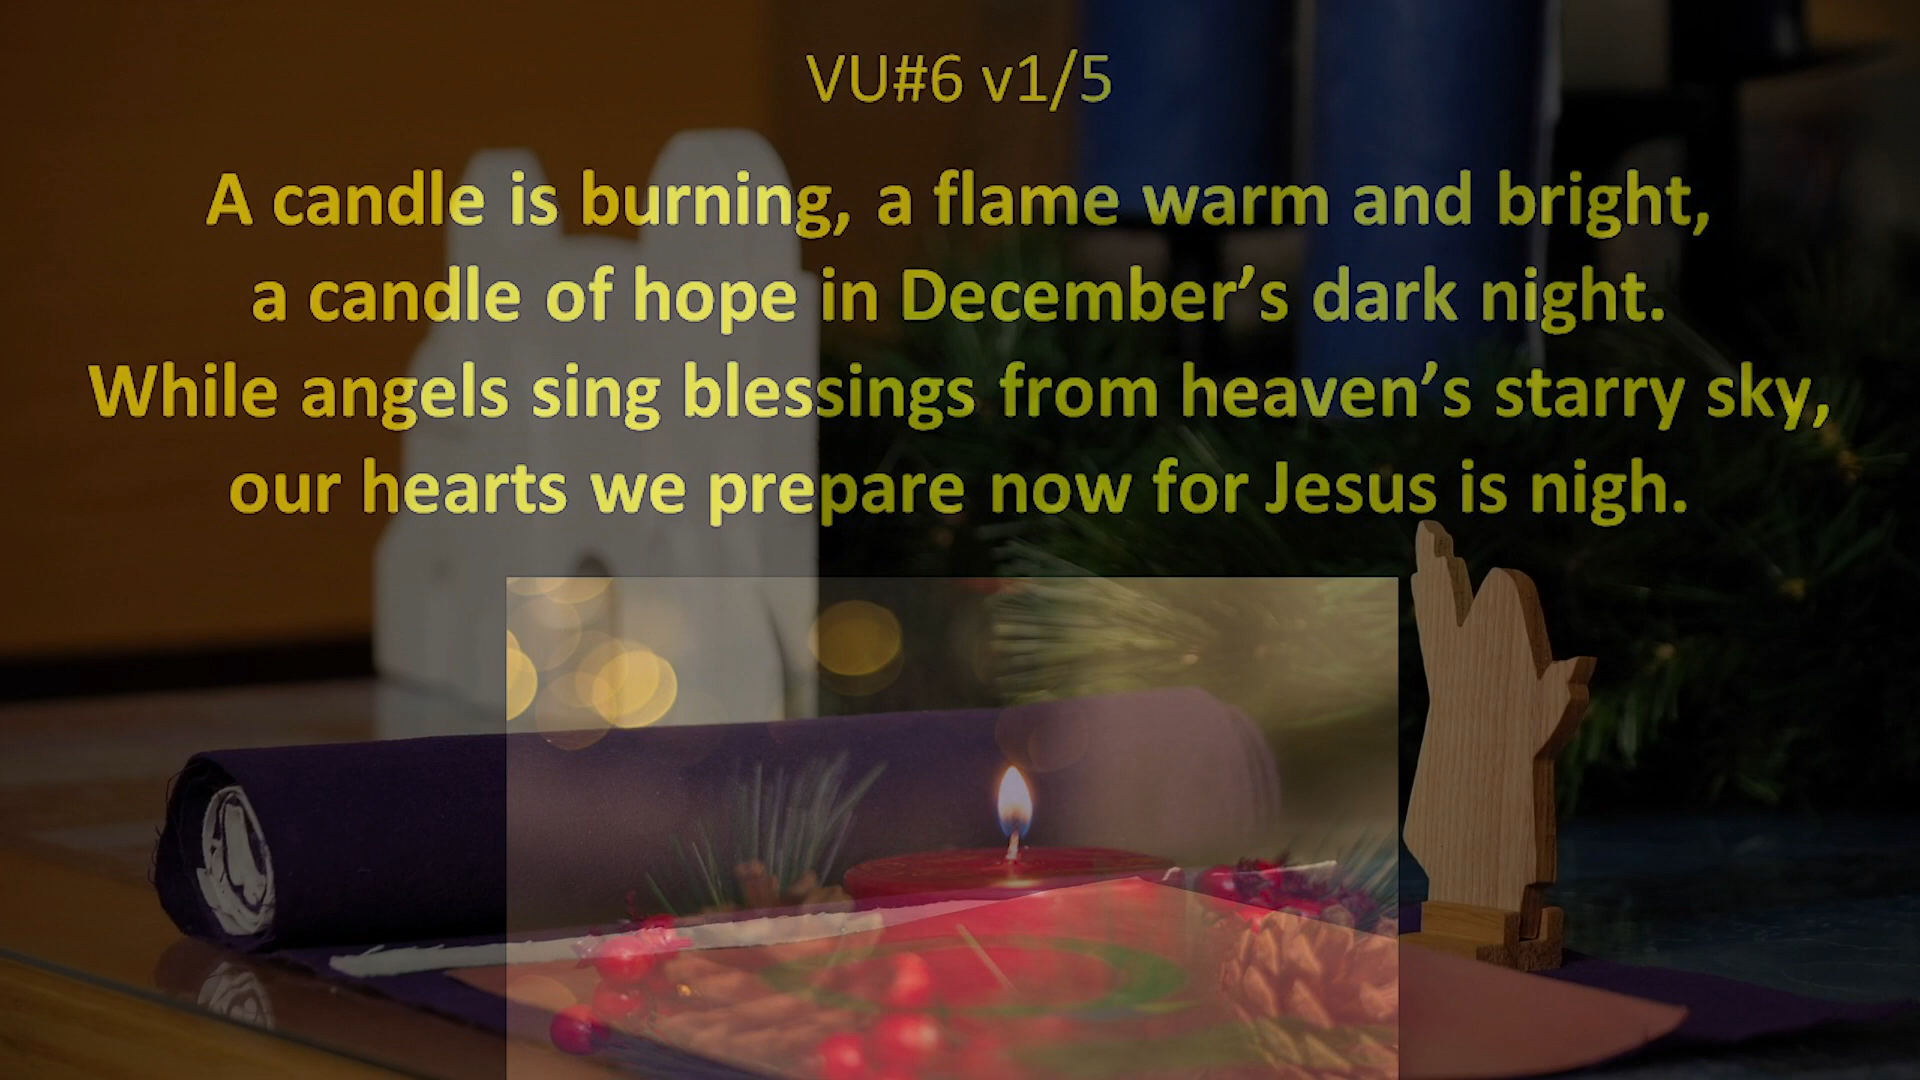 VU#6 v1/5
A candle is burning, a flame warm and bright,
a candle of hope in December’s dark night.
While angels sing blessings from heaven’s starry sky,
our hearts we prepare now for Jesus is nigh.